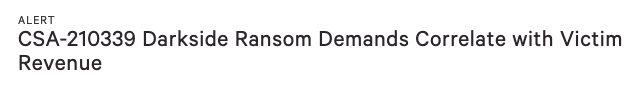 ALERT
CSA-210339 Darkside Ransom Demands Correlate with Victim
Revenue